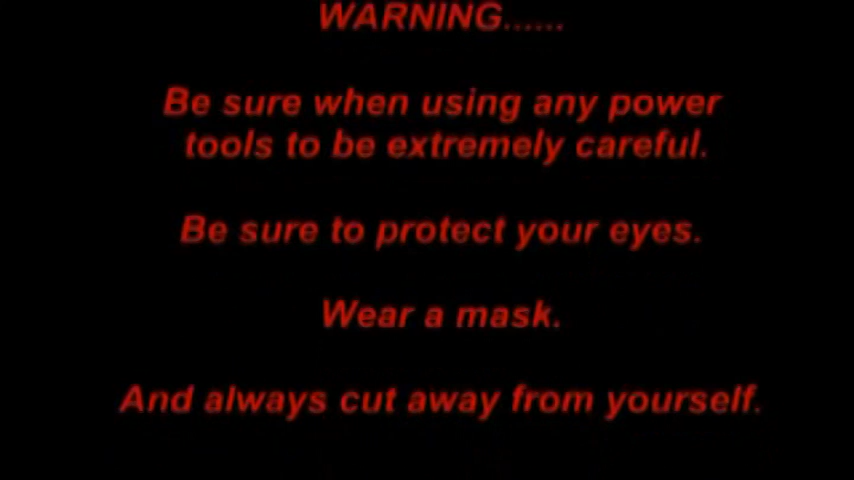 WARNING......
Be sure when using any power
tools to be extremely careful.
Be sure to protect your eyes.
Wear a mask.
And always cut away from yourself.